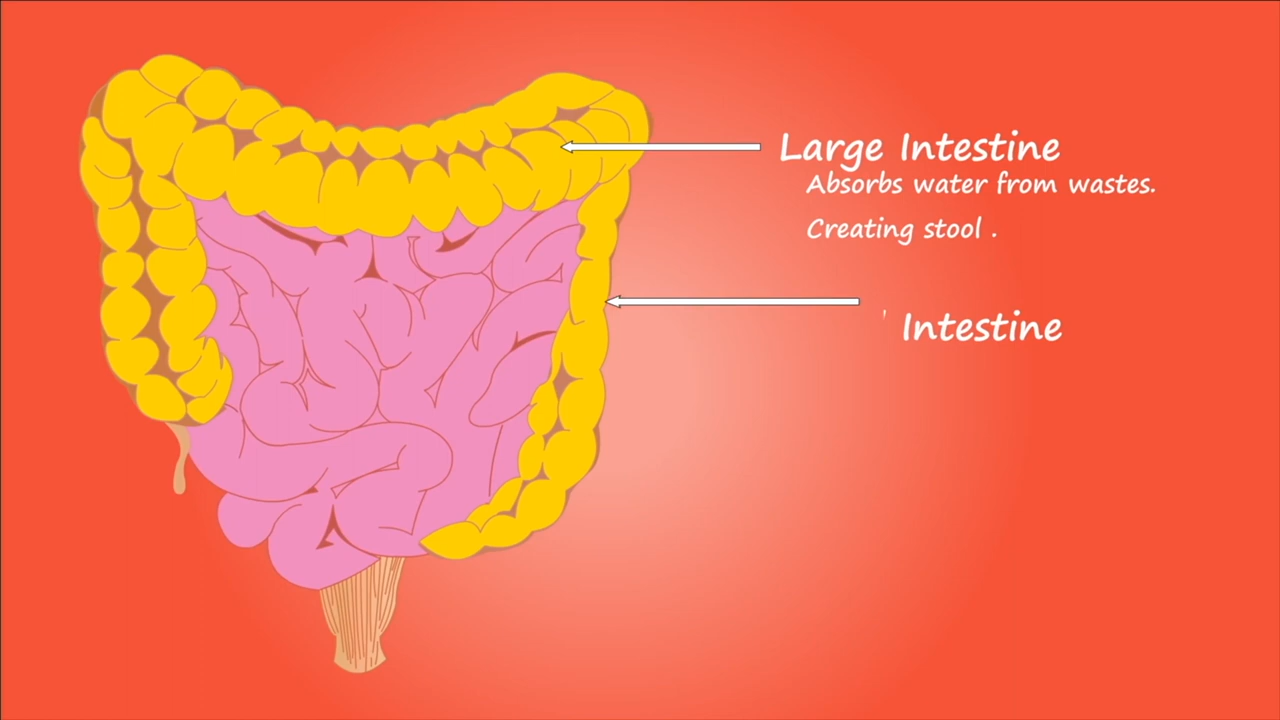 Large Intestine
Absorbs water from wastes.
Creating stool .
Intestine